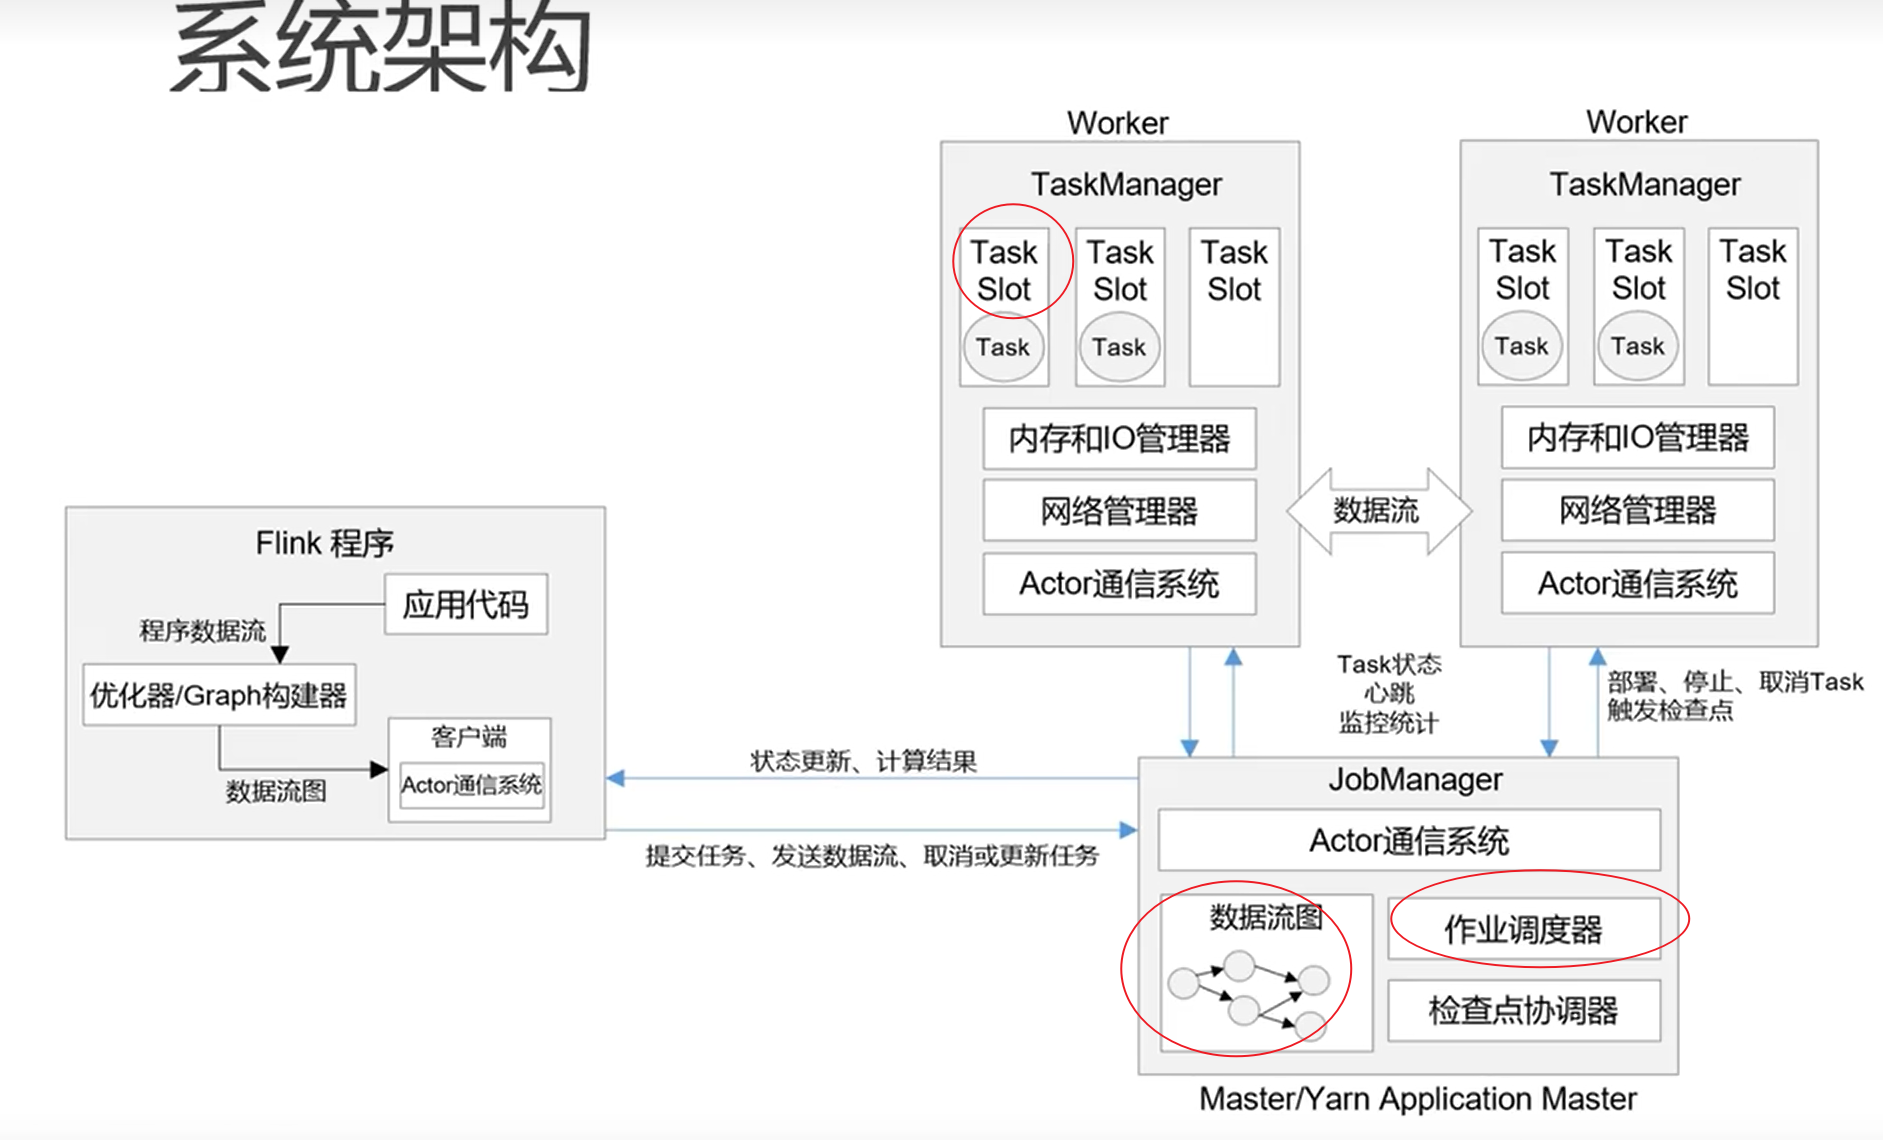 系统架构
Worker
TaskManager
Task
Slot
Task
Task
Slot
Task
Task
Slot
内存和IO管理器
网络管理器
Actor通信系统
数据流
Worker
TaskManager
Task
Slot
Task
Task
Slot
Task
Task
Slot
内存和IO管理器
网络管理器
Actor通信系统
Flink 程序
应用代码
程序数据流
优化器/Graph构建器
客户端
Actor通信系统
数据流图
状态更新、计算结果
提交任务、发送数据流、取消或更新任务
Task状态
心跳
监控统计
部署、停止、取消Task
触发检查点
JobManager
Actor通信系统
数据流图
作业调度器
检查点协调器
Master/Yarn Application Master